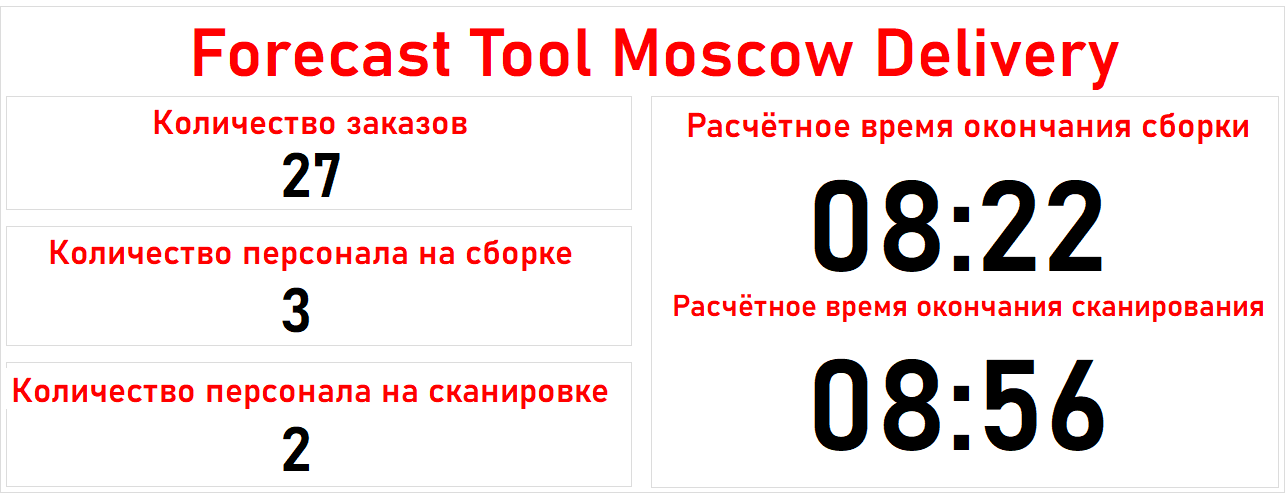 Forecast Tool Moscow Delivery
Количество заказов
27
Количество персонала на сборке
3
Количество персонала на сканировке
2
Расчётное время окончания сборки
08:22
Расчётное время окончания сканирования
08:56